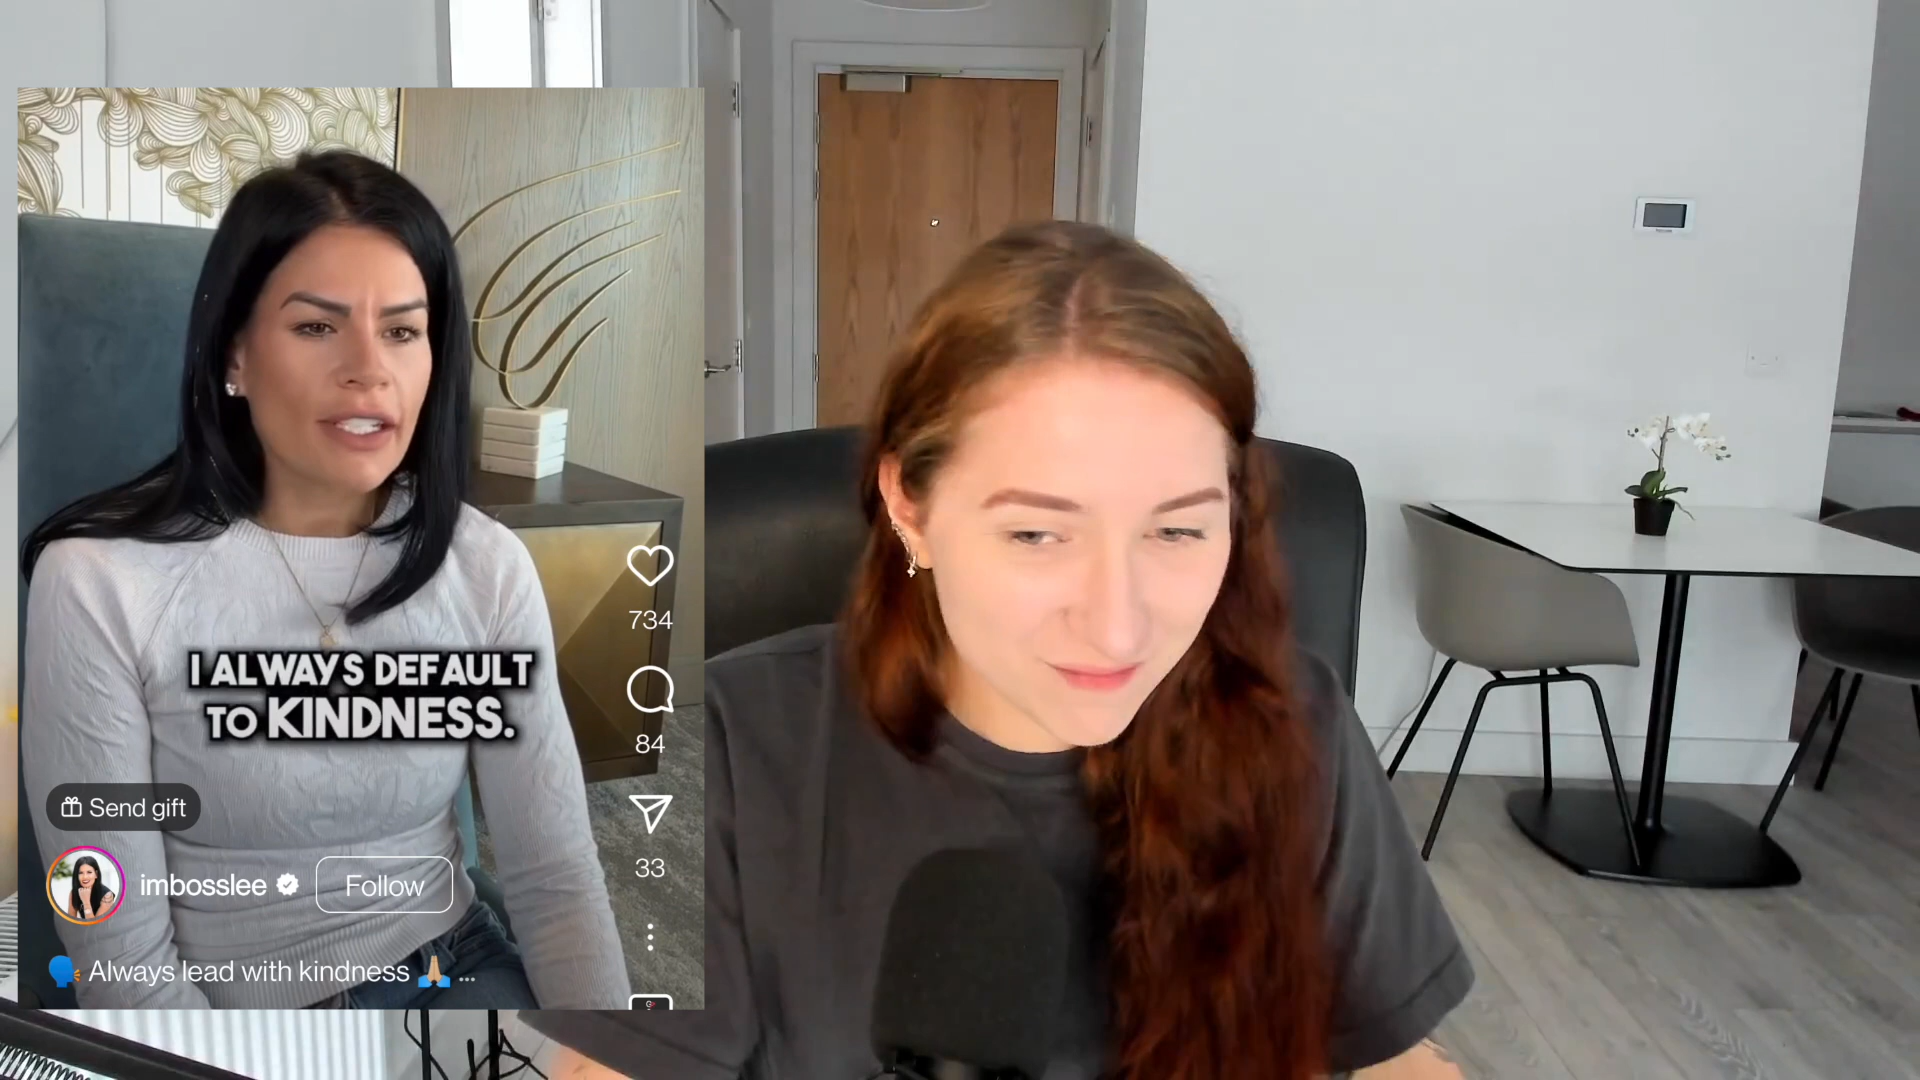 I ALWAYS DEFAULT
TO KINDNESS.
734
84
33
Send gift
imbosslee
Follow
🗣️ Always lead with kindness 🙏🏼 ...